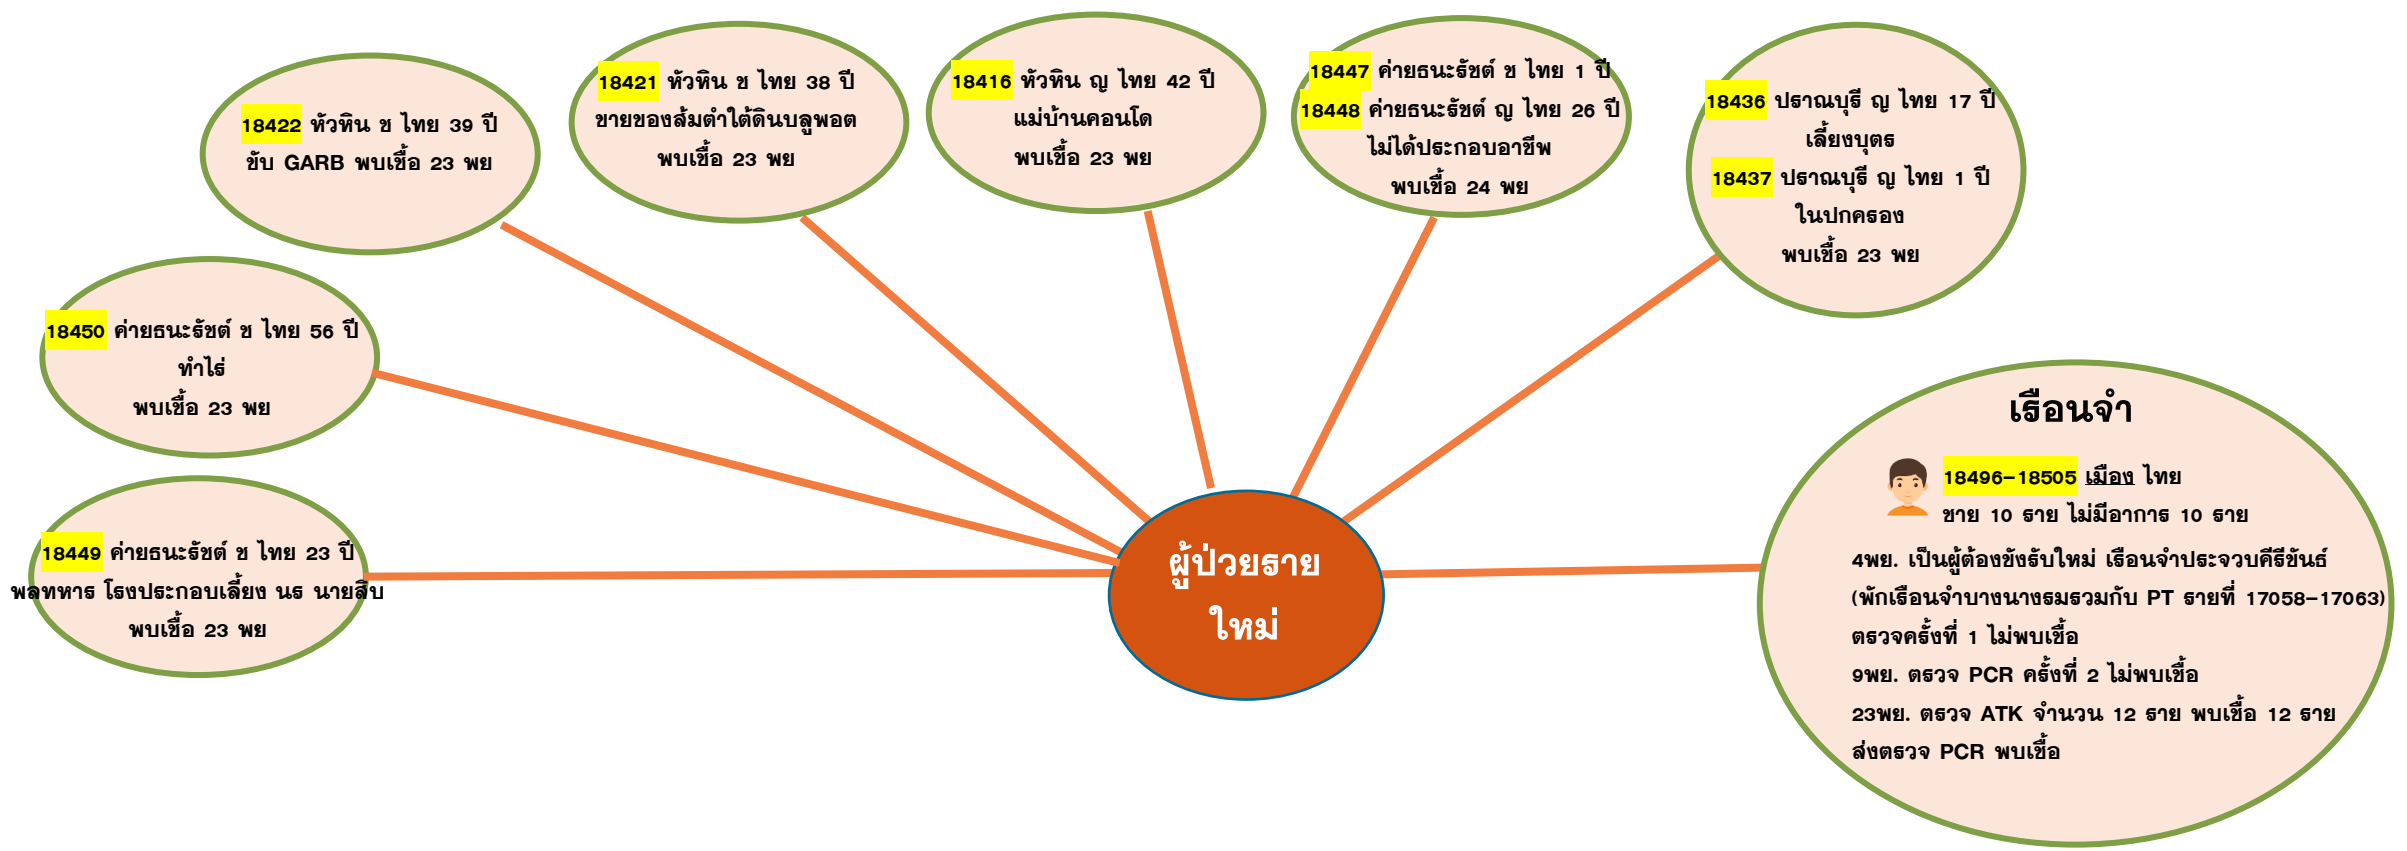 18422 หัวหิน ช ไทย 39 ปี
ขับ GARB พบเชื้อ 23 พย
18421 หัวหิน ช ไทย 38 ปี
ขายของส้มตำใต้ดินบลูพอต
พบเชื้อ 23 พย
18416 หัวหิน ญ ไทย 42 ปี
แม่บ้านคอนโด
พบเชื้อ 23 พย
18447 ค่ายธนะรัชต์ ช ไทย 1 ปี
18448 ค่ายธนะรัชต์ ญ ไทย 26 ปี
ไม่ได้ประกอบอาชีพ
พบเชื้อ 24 พย
18436 ปราณบุรี ญ ไทย 17 ปี
เลี้ยงบุตร
18437 ปราณบุรี ญ ไทย 1 ปี
ในปกครอง
พบเชื้อ 23 พย
18450 ค่ายธนะรัชต์ ช ไทย 56 ปี
ทำไร่
พบเชื้อ 23 พย
18449 ค่ายธนะรัชต์ ช ไทย 23 ปี
พลทหาร โรงประกอบเลี้ยง นร นายสิบ
พบเชื้อ 23 พย
ผู้ป่วยราย
ใหม่
เรือนจำ
18496–18505 เมือง ไทย
ชาย 10 ราย ไม่มีอาการ 10 ราย
4พย. เป็นผู้ต้องขังรับใหม่ เรือนจำประจวบคีรีขันธ์
(พักเรือนจำบางนางรมรวมกับ PT รายที่ 17058–17063)
ตรวจครั้งที่ 1 ไม่พบเชื้อ
9พย. ตรวจ PCR ครั้งที่ 2 ไม่พบเชื้อ
23พย. ตรวจ ATK จำนวน 12 ราย พบเชื้อ 12 ราย
ส่งตรวจ PCR พบเชื้อ